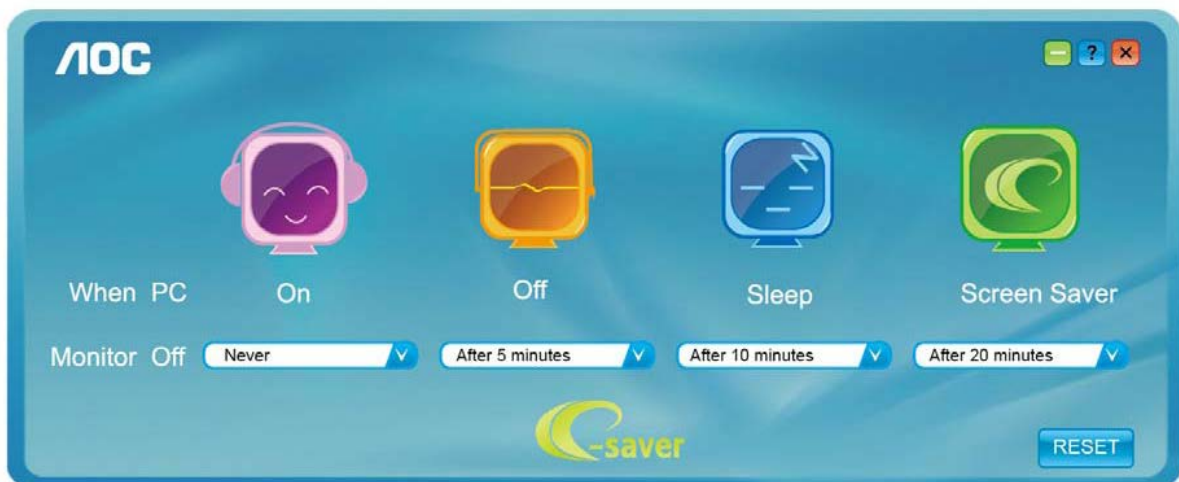 AOC
?
When PC On Off Sleep Screen Saver
Monitor Off Never After 5 minutes After 10 minutes After 20 minutes
e-saver
RESET